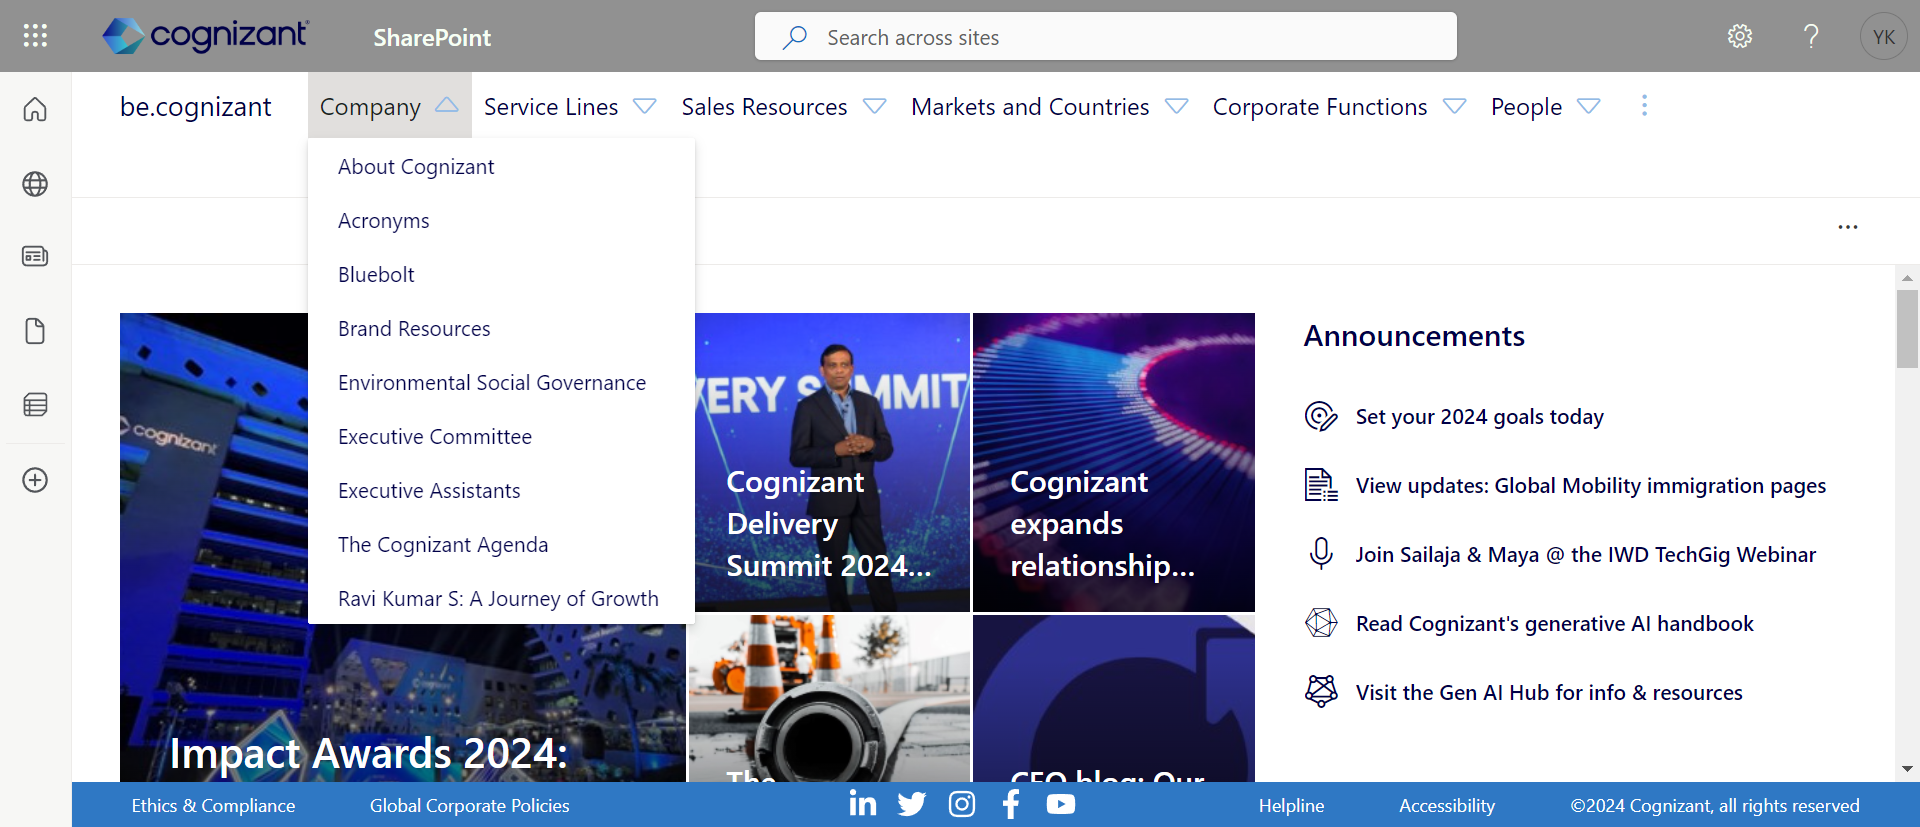 cognizant
SharePoint
Search across sites
YK
be.cognizant
Company
Service Lines
Sales Resources
Markets and Countries
Corporate Functions
People
About Cognizant
Acronyms
Bluebolt
Brand Resources
Environmental Social Governance
Executive Committee
Executive Assistants
The Cognizant Agenda
Ravi Kumar S: A Journey of Growth
cognizant
Impact Awards 2024:
VERY SUMMIT
Cognizant
Delivery
Summit 2024...
Cognizant
expands
relationship...
The
CEO blog: Our
Announcements
Set your 2024 goals today
View updates: Global Mobility immigration pages
Join Sailaja & Maya @ the IWD TechGig Webinar
Read Cognizant's generative AI handbook
Visit the Gen AI Hub for info & resources
Ethics & Compliance
Global Corporate Policies
Helpline
Accessibility
©2024 Cognizant, all rights reserved